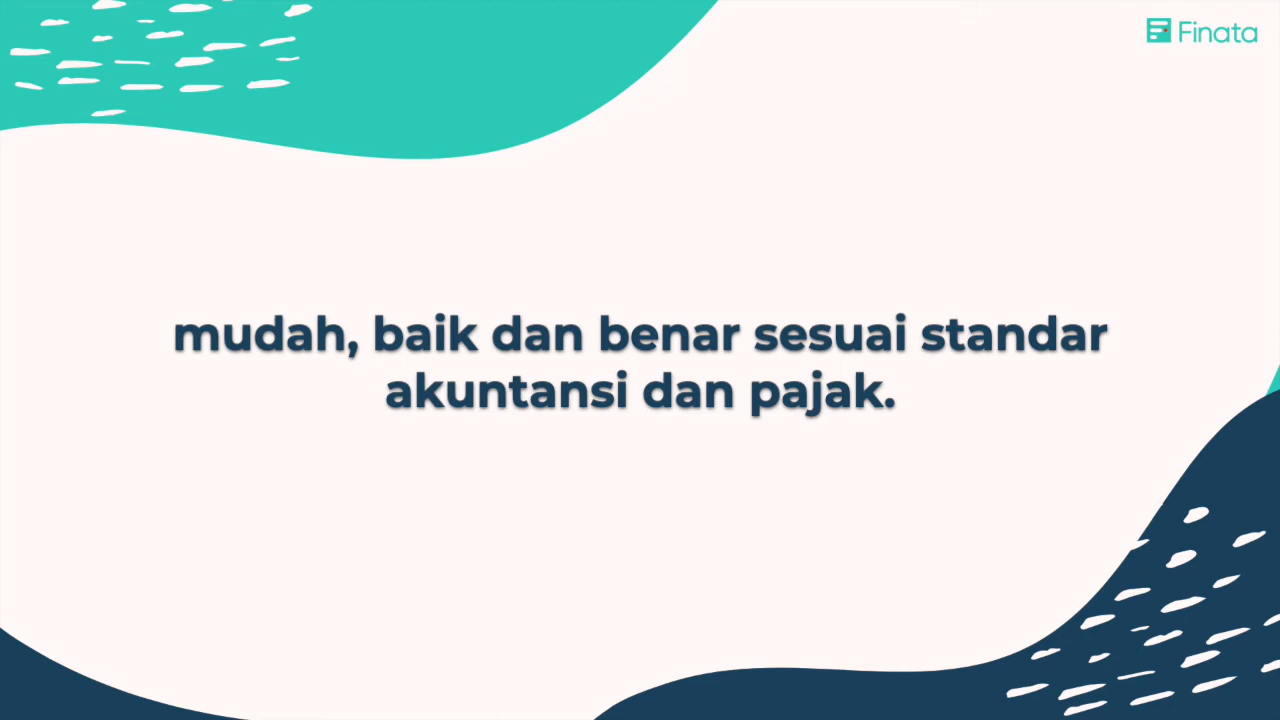 Finata
mudah, baik dan benar sesuai standar
akuntansi dan pajak.